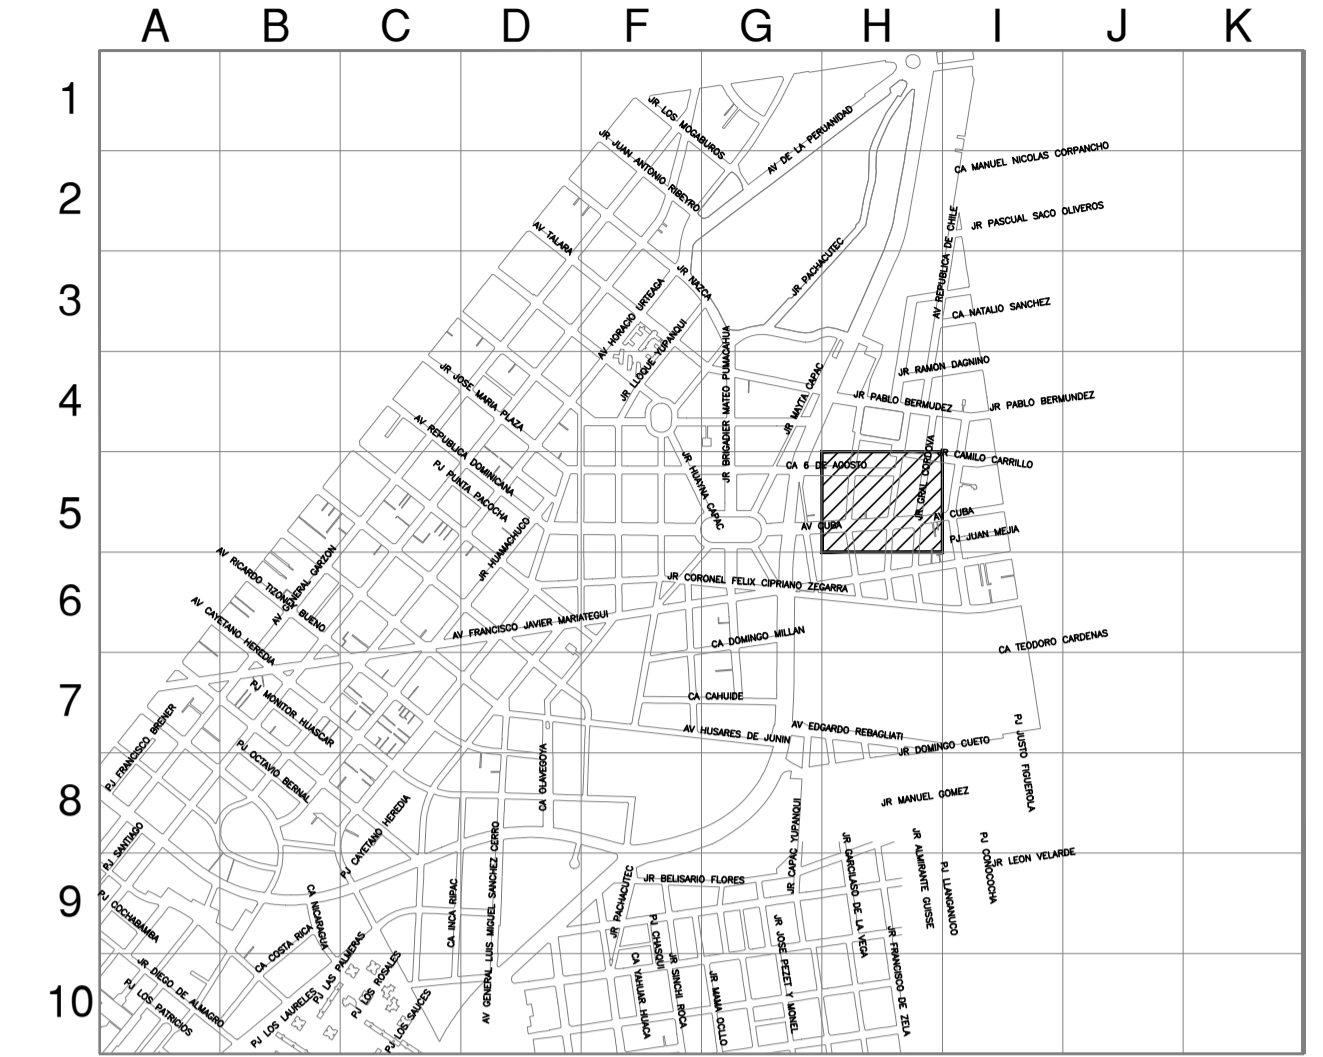 A B C D F G H I J K
1
JR LOS MOGABUROS
AV DE LA PERUANIDAD
JR JUAN ANTONIO RIBEYRO
CA MANUEL NICOLAS CORPANCHO
2
JR PASCUAL SACO OLIVEROS
AV TALARA
AV REPUBLICA DE CHILE
JR PACHACUTEC
JR NAZCA
3
AV HORACIO URTEAGA
CA NATALIO SANCHEZ
JR LLOQUE YUPANQUI
JR BRIGADIER MATEO PUMACAHUA
JR RAMON DAGNINO
JR JOSE MARIA PLAZA
JR MAYTA CAPAC
4
JR PABLO BERMUDEZ
JR PABLO BERMUNDEZ
AV REPUBLICA DOMINICANA
JR GRAL CORDOVA
JR CAMILO CARRILLO
JR HUAYNA CAPAC
CA 6 DE AGOSTO
PJ PUNTA PACOCHA
5
AV CUBA
AV CUBA
PJ JUAN MEJIA
JR HUAMACHUCO
AV RICARDO TIZON Y BUENO
AV GENERAL GARZON
JR CORONEL FELIX CIPRIANO ZEGARRA
6
AV CAYETANO HEREDIA
AV FRANCISCO JAVIER MARIATEGUI
CA DOMINGO MILLAN
CA TEODORO CARDENAS
PJ MONITOR HUASCAR
CA CAHUIDE
7
PJ FRANCISCO BRENER
AV HUSARES DE JUNIN
AV EDGARDO REBAGLIATI
JR DOMINGO CUETO
PJ JUSTO FIGUEROLA
PJ OCTAVIO BERNAL
CA OLAVEGOYA
8
JR MANUEL GOMEZ
PJ CAYETANO HEREDIA
PJ SANTIAGO
AV GENERAL LUIS MIGUEL SANCHEZ CERRO
JR CAPAC YUPANQUI
JR GARCILASO DE LA VEGA
JR ALMIRANTE GUISSE
PJ CONOCOCHA
JR LEON VELARDE
PJ LLANGANUCO
9
JR BELISARIO FLORES
JR PACHACUTEC
CA INCA RIPAC
CA NICARAGUA
PJ COCHABAMBA
PJ CHASQUI
JR JOSE PEZET Y MONEL
JR FRANCISCO DE ZELA
CA COSTA RICA
PJ LAS PALMERAS
PJ LOS ROSALES
CA YAHUAR HUACA
JR SINCHI ROCA
JR MAMA OCLLO
JR DIEGO DE ALMAGRO
10
PJ LOS PATRICIOS
PJ LOS LAURELES
PJ LOS SAUCES